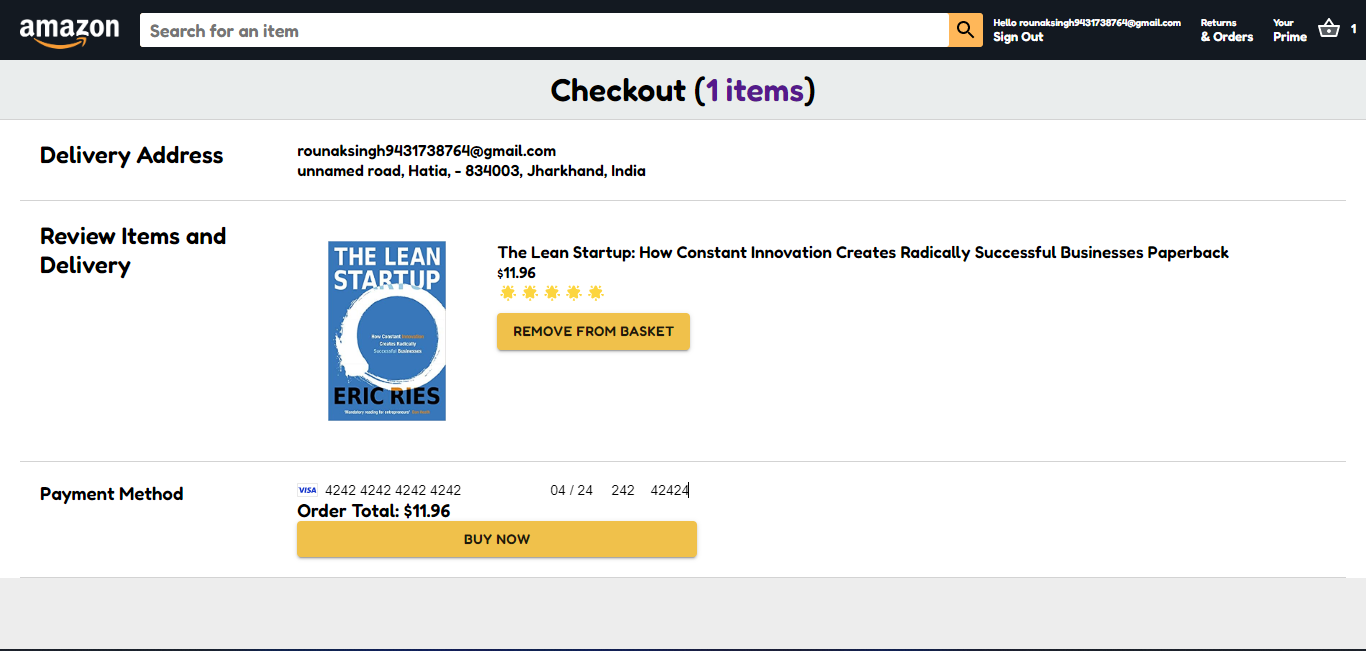 amazon
Search for an item
Hello rounaksingh9431738764@gmail.com
Sign Out
Returns
& Orders
Your
Prime
1
Checkout (1 items)
Delivery Address
rounaksingh9431738764@gmail.com
unnamed road, Hatia, - 834003, Jharkhand, India
Review Items and
Delivery
THE LEAN
STARTUP
How Constant Innovation
Creates Radically
Successful Businesses
ERIC RIES
'Mandatory reading for entrepreneurs'
The Lean Startup: How Constant Innovation Creates Radically Successful Businesses Paperback
$11.96
REMOVE FROM BASKET
Payment Method
VISA 4242 4242 4242 4242 04 / 24 242 42424
Order Total: $11.96
BUY NOW